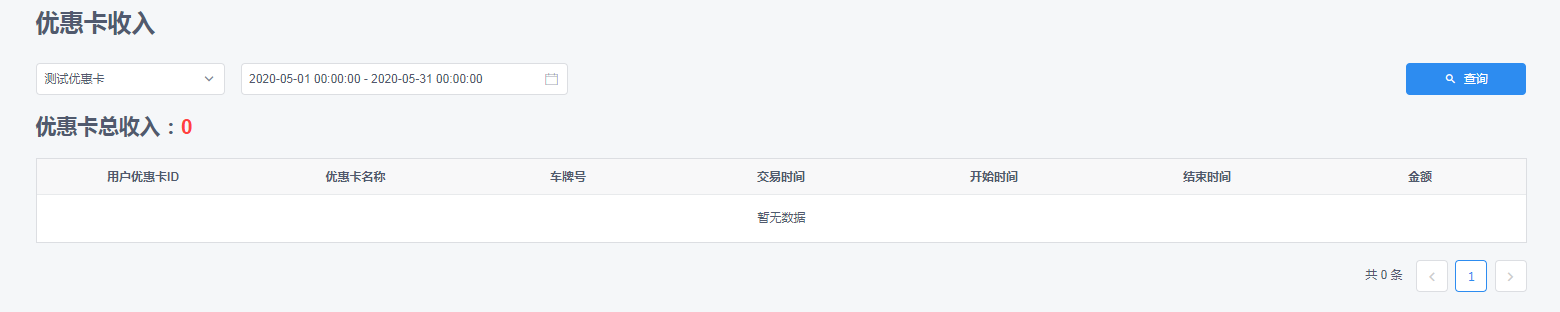 优惠卡收入
测试优惠卡 2020-05-01 00:00:00 - 2020-05-31 00:00:00 查询
优惠卡总收入：0
用户优惠卡ID 优惠卡名称 车牌号 交易时间 开始时间 结束时间 金额
暂无数据
共 0 条 1